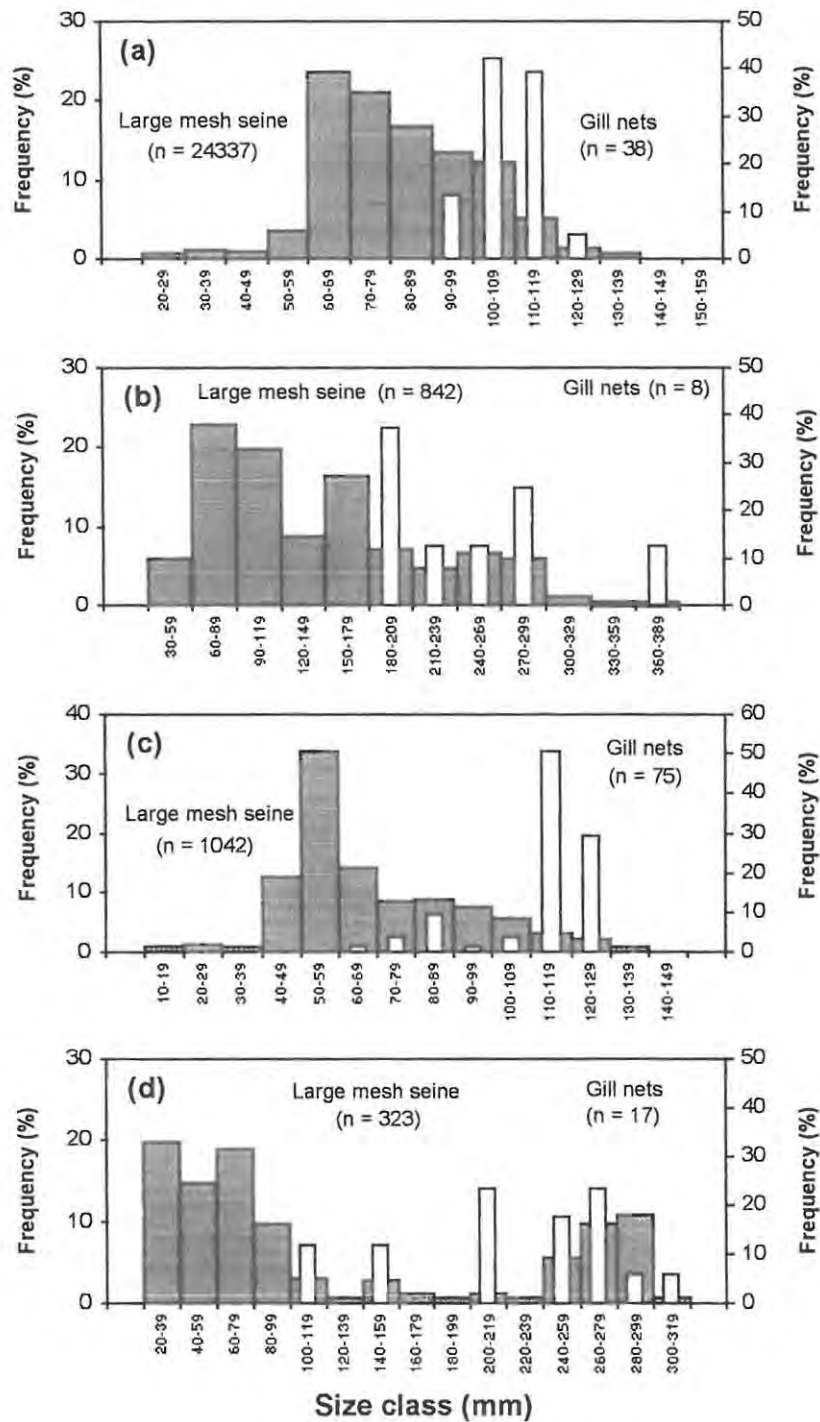 (a)
Large mesh seine
(n = 24337)
Gill nets
(n = 38)
Frequency (%)
30
20
10
0
Frequency (%)
50
40
30
20
10
0
20-29 30-39 40-49 50-59 60-69 70-79 80-89 90-99 100-109 110-119 120-129 130-139 140-149 150-159
(b)
Large mesh seine (n = 842)
Gill nets (n = 8)
Frequency (%)
30
20
10
0
Frequency (%)
50
40
30
20
10
0
30-59 60-89 90-119 120-149 150-179 180-209 210-239 240-269 270-299 300-329 330-359 360-389
(c)
Large mesh seine
(n = 1042)
Gill nets
(n = 75)
Frequency (%)
40
30
20
10
0
Frequency (%)
60
50
40
30
20
10
0
10-19 20-29 30-39 40-49 50-59 60-69 70-79 80-89 90-99 100-109 110-119 120-129 130-139 140-149
(d)
Large mesh seine
(n = 323)
Gill nets
(n = 17)
Frequency (%)
30
20
10
0
Frequency (%)
50
40
30
20
10
0
20-39 40-59 60-79 80-99 100-119 120-139 140-159 160-179 180-199 200-219 220-239 240-259 260-279 280-299 300-319
Size class (mm)